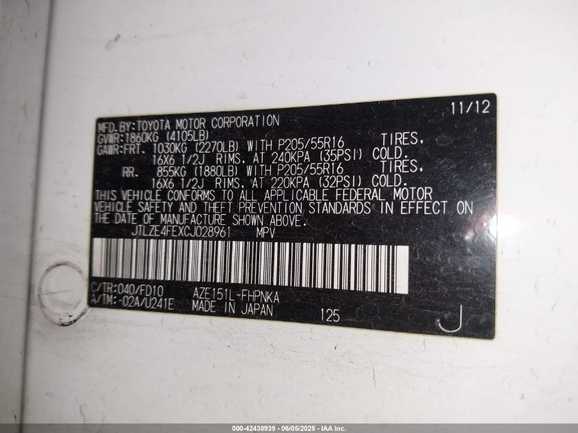 11/12
MFD.BY:TOYOTA MOTOR CORPORATION
GVWR:1860KG (4105LB)
GAWR:FRT. 1030KG (2270LB) WITH P205/55R16 TIRES,
16X6 1/2J RIMS, AT 240KPA (35PSI) COLD.
RR. 855KG (1880LB) WITH P205/55R16 TIRES,
16X6 1/2J RIMS, AT 220KPA (32PSI) COLD.
THIS VEHICLE CONFORMS TO ALL APPLICABLE FEDERAL MOTOR
VEHICLE SAFETY AND THEFT PREVENTION STANDARDS IN EFFECT ON
THE DATE OF MANUFACTURE SHOWN ABOVE.
JTLZE4FEXCJ028961 MPV
C/TR:040/FD10 AZE151L-FHPNKA
A/TM:-02A/U241E MADE IN JAPAN 125 J
000-42438939 - 06/05/2025 - IAA Inc.